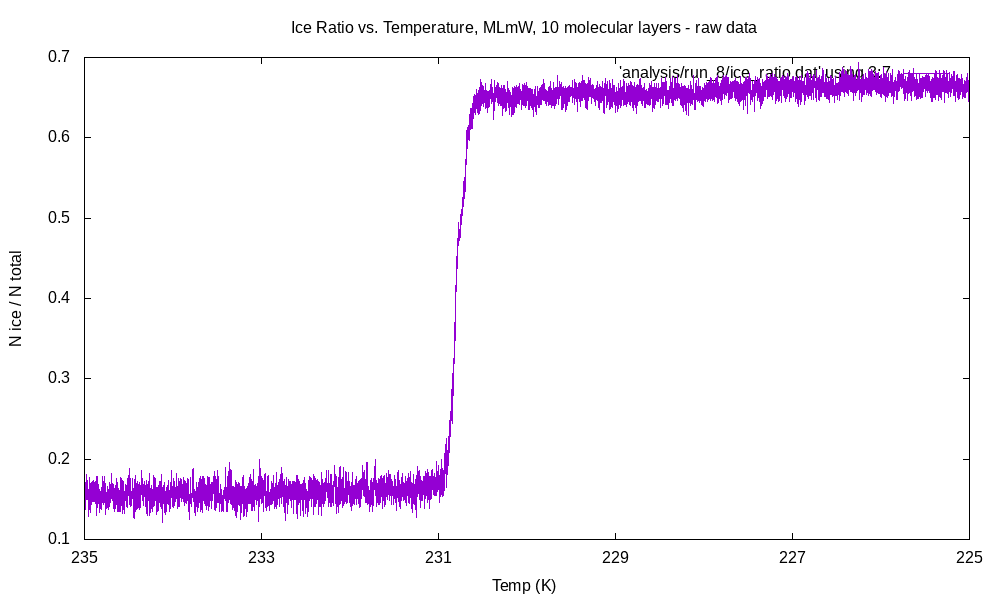 Ice Ratio vs. Temperature, MLmW, 10 molecular layers - raw data
'analysis/run_8/ice_ratio.dat' using 3:7
0.7
0.6
0.5
0.4
0.3
0.2
0.1
N ice / N total
235 233 231 229 227 225
Temp (K)